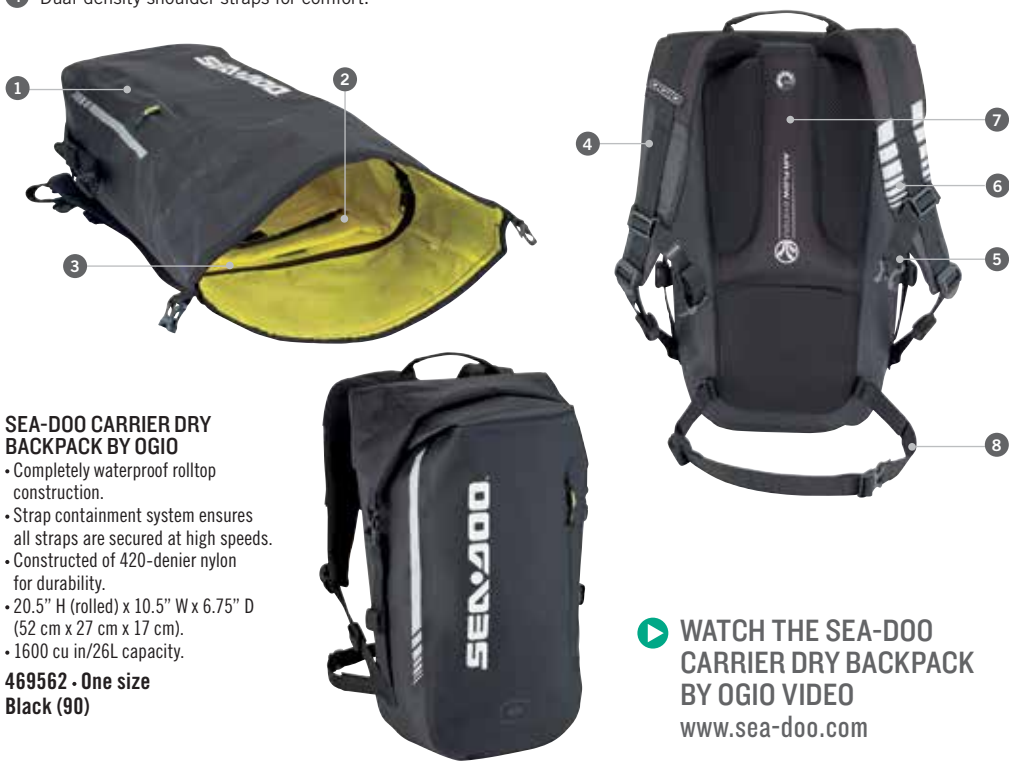 4 Dual-density shoulder straps for comfort.
1
2
3
SEA-DOO
4
5
6
7
8
AIR FLOW SYSTEM
SEA-DOO CARRIER DRY
BACKPACK BY OGIO
• Completely waterproof rolltop
construction.
• Strap containment system ensures
all straps are secured at high speeds.
• Constructed of 420-denier nylon
for durability.
• 20.5” H (rolled) x 10.5” W x 6.75” D
(52 cm x 27 cm x 17 cm).
• 1600 cu in/26L capacity.
469562 • One size
Black (90)
SEA-DOO
WATCH THE SEA-DOO
CARRIER DRY BACKPACK
BY OGIO VIDEO
www.sea-doo.com